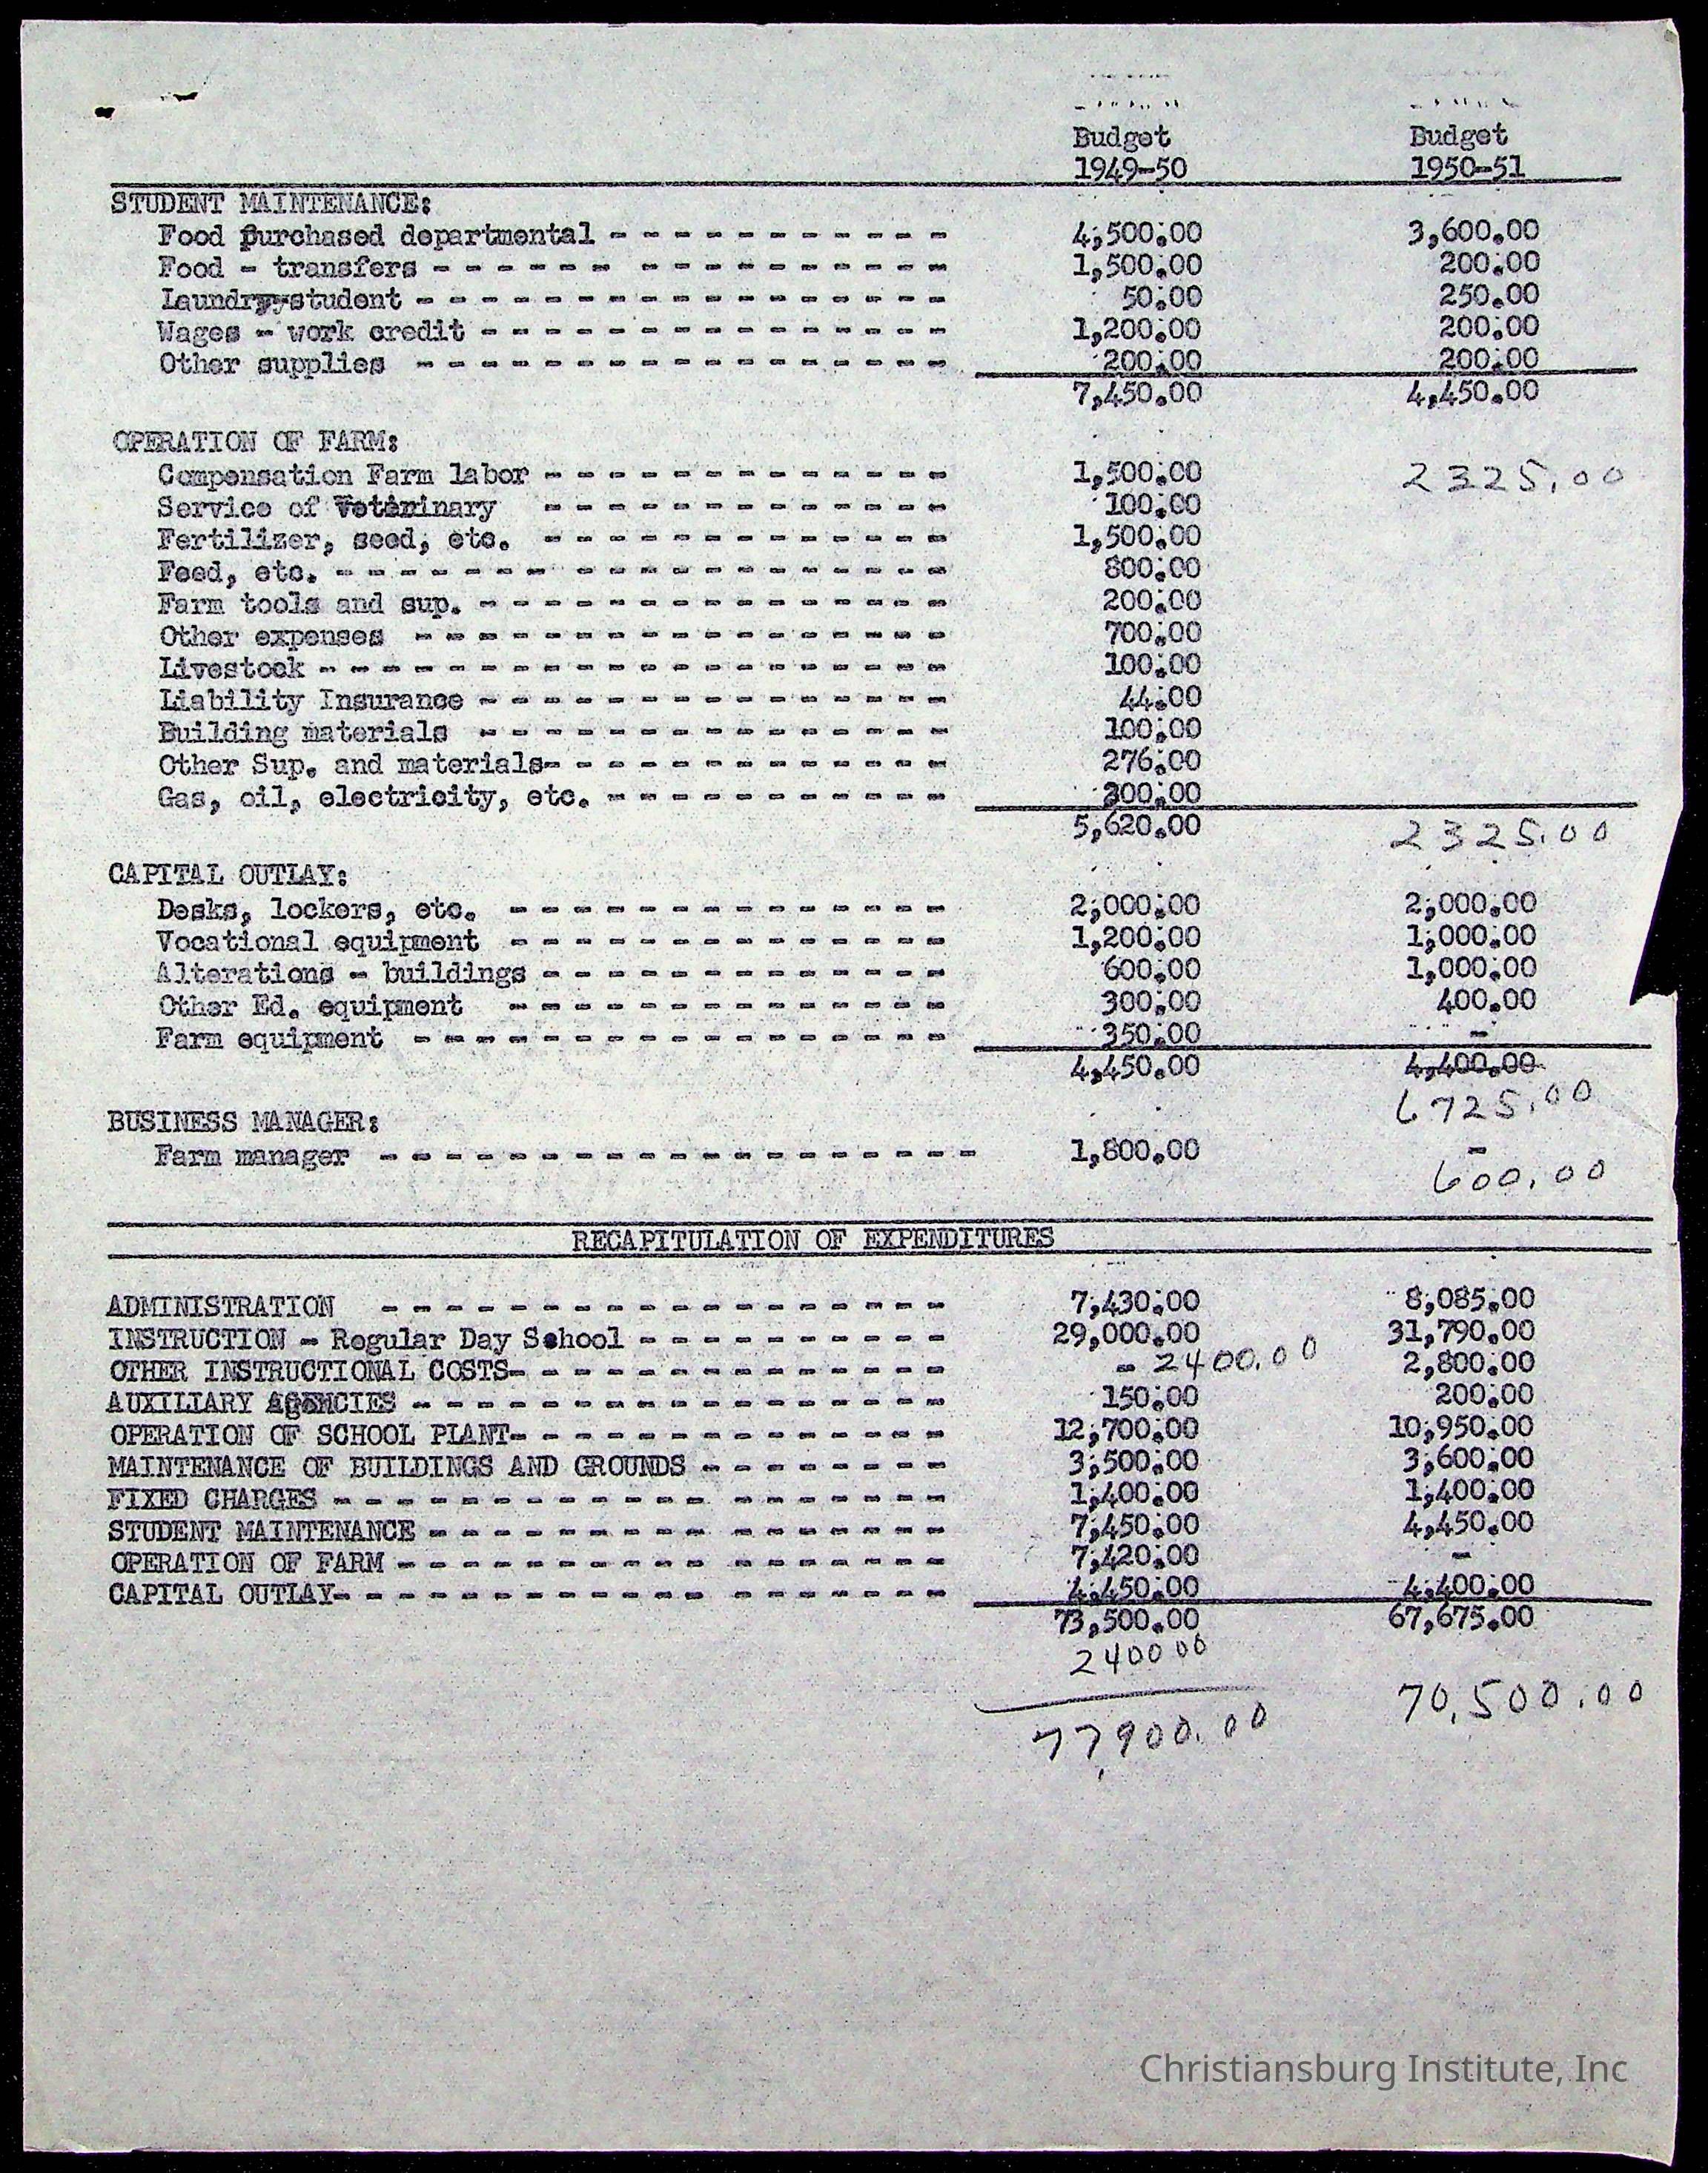 Budget Budget
1949-50 1950-51
STUDENT MAINTENANCE:
Food purchased departmental - - - - - - - - - - - 4,500.00 3,600.00
Food - transfers - - - - - - - - - - - - - - - - 1,500.00 200.00
Laundry-student - - - - - - - - - - - - - - - - - 50.00 250.00
Wages - work credit - - - - - - - - - - - - - - - 1,200.00 200.00
Other supplies - - - - - - - - - - - - - - - - - 200.00 200.00
7,450.00 4,450.00
OPERATION OF FARM:
Compensation Farm labor - - - - - - - - - - - - - 1,500.00 2325.00
Service of Veterinary - - - - - - - - - - - - - 100.00
Fertilizer, seed, etc. - - - - - - - - - - - - - 1,500.00
Feed, etc. - - - - - - - - - - - - - - - - - - - 800.00
Farm tools and sup. - - - - - - - - - - - - - - - 200.00
Other expenses - - - - - - - - - - - - - - - - - 700.00
Livestock - - - - - - - - - - - - - - - - - - - - 100.00
Liability Insurance - - - - - - - - - - - - - - - 44.00
Building materials - - - - - - - - - - - - - - - 100.00
Other Sup. and materials- - - - - - - - - - - - - 276.00
Gas, oil, electricity, etc. - - - - - - - - - - - 300.00
5,620.00 2325.00
CAPITAL OUTLAY:
Desks, lockers, etc. - - - - - - - - - - - - - - 2,000.00 2,000.00
Vocational equipment - - - - - - - - - - - - - - 1,200.00 1,000.00
Alterations - buildings - - - - - - - - - - - - - 600.00 1,000.00
Other Ed. equipment - - - - - - - - - - - - - - 300.00 400.00
Farm equipment - - - - - - - - - - - - - - - - - 350.00 -
4,450.00 4,400.00
6725.00
BUSINESS MANAGER:
Farm manager - - - - - - - - - - - - - - - - - - - 1,800.00 -
600.00
RECAPITULATION OF EXPENDITURES
ADMINISTRATION - - - - - - - - - - - - - - - - - - 7,430.00 8,085.00
INSTRUCTION - Regular Day School - - - - - - - - - - 29,000.00 31,790.00
OTHER INSTRUCTIONAL COSTS- - - - - - - - - - - - - - - 2400.00 2,800.00
AUXILIARY AGENCIES - - - - - - - - - - - - - - - - - 150.00 200.00
OPERATION OF SCHOOL PLANT- - - - - - - - - - - - - - 12,700.00 10,950.00
MAINTENANCE OF BUILDINGS AND GROUNDS - - - - - - - - 3,500.00 3,600.00
FIXED CHARGES - - - - - - - - - - - - - - - - - - - 1,400.00 1,400.00
STUDENT MAINTENANCE - - - - - - - - - - - - - - - - 7,450.00 4,450.00
OPERATION OF FARM - - - - - - - - - - - - - - - - - 7,420.00 -
CAPITAL OUTLAY- - - - - - - - - - - - - - - - - - - 4,450.00 4,400.00
73,500.00 67,675.00
2400 00
77,900.00 70,500.00
Christiansburg Institute, Inc